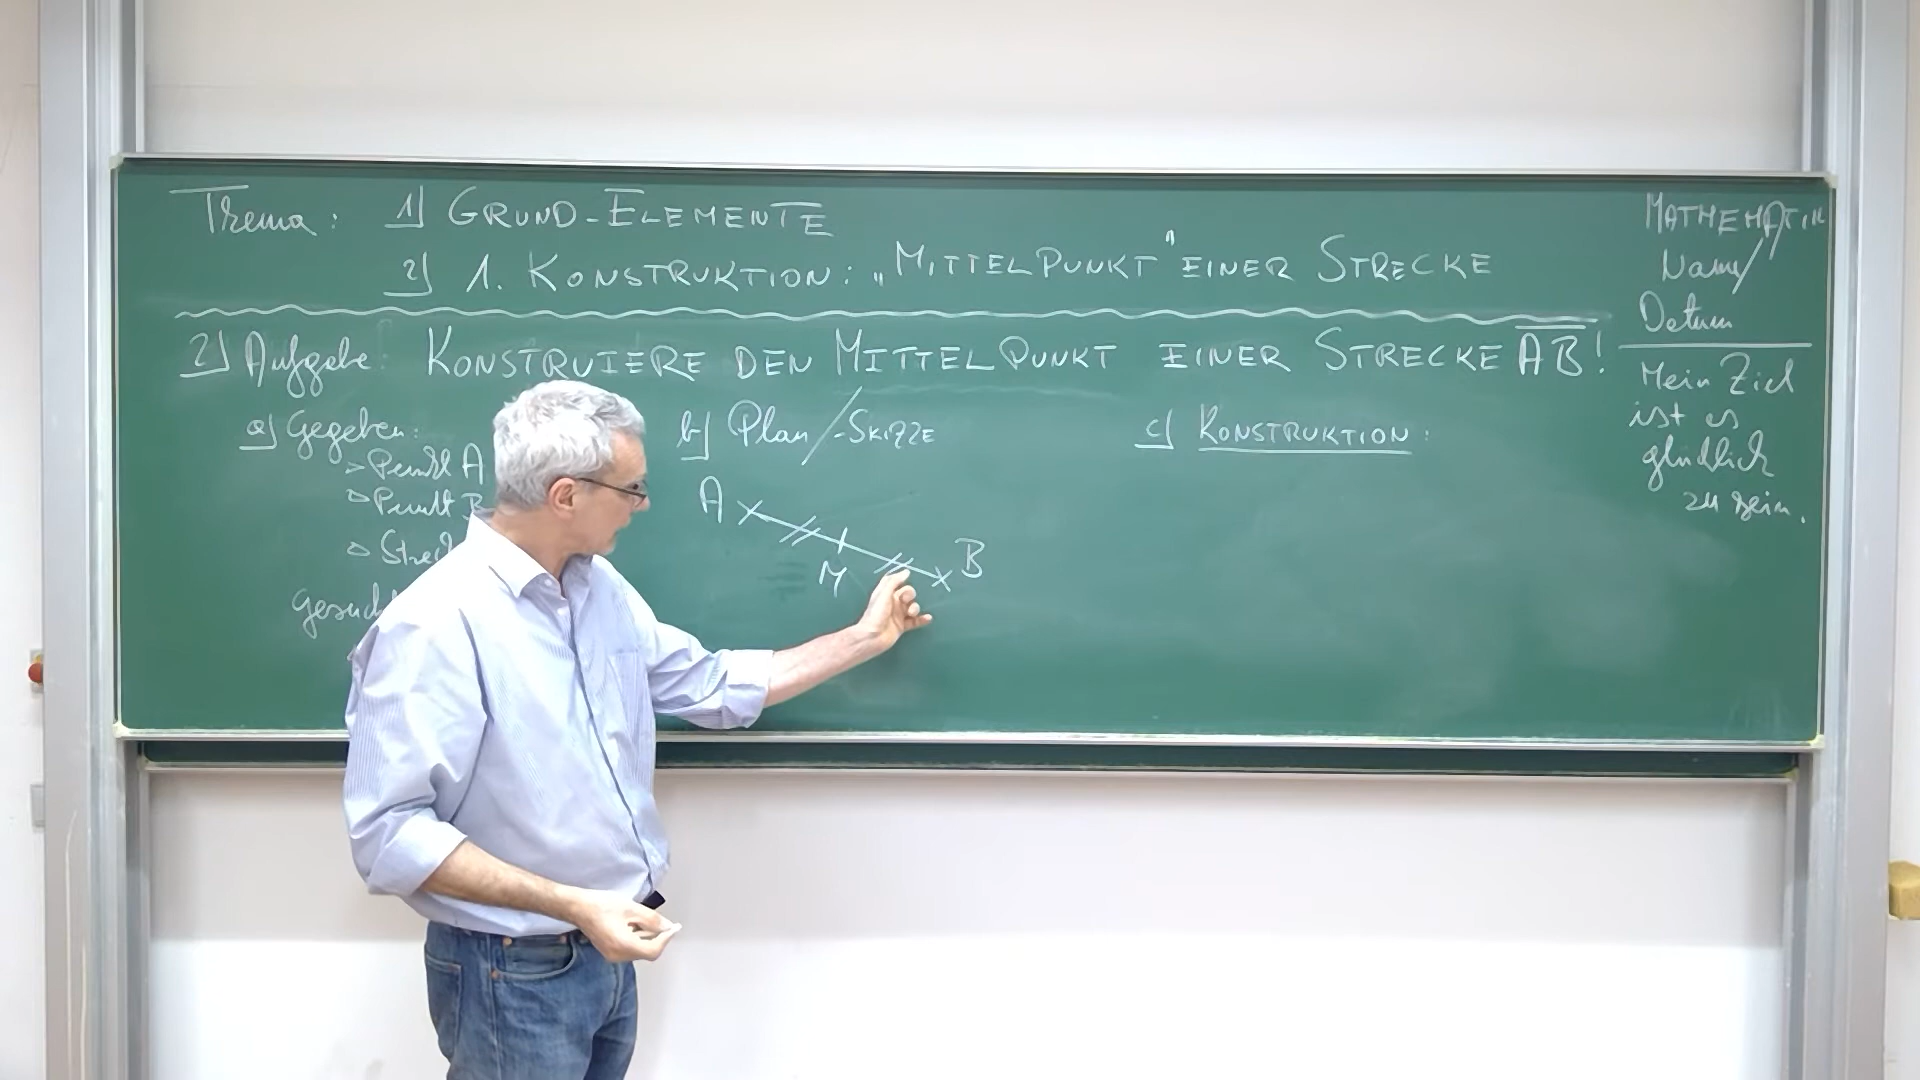 Thema: 1) GRUND-ELEMENTE
2) 1. KONSTRUKTION: „MITTELPUNKT" EINER STRECKE
2) Aufgabe: KONSTRUIERE DEN MITTELPUNKT EINER STRECKE AB!
a) Gegeben:
Punkt A
Punkt B
b) Plan/-SKIZZE
A
M
B
c) KONSTRUKTION:
MATHEMATIK
Name/
Datum
Mein Ziel
ist es
glücklich
zu sein.